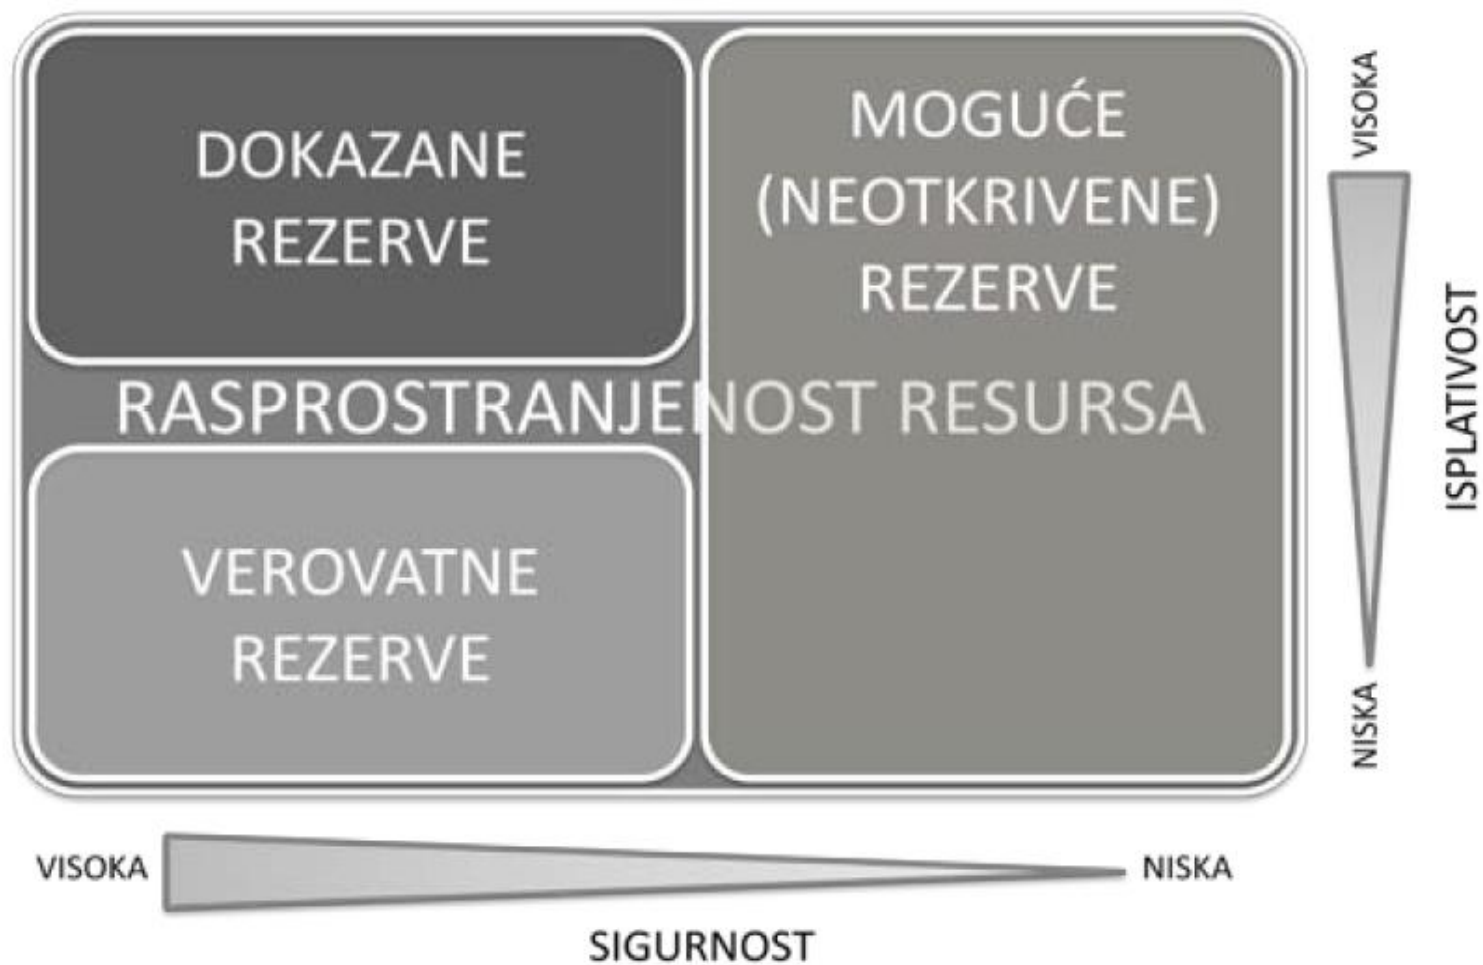 DOKAZANE
REZERVE
MOGUĆE
(NEOTKRIVENE)
REZERVE
RASPROSTRANJENOST RESURSA
VEROVATNE
REZERVE
VISOKA
ISPLATIVOST
NISKA
VISOKA
NISKA
SIGURNOST